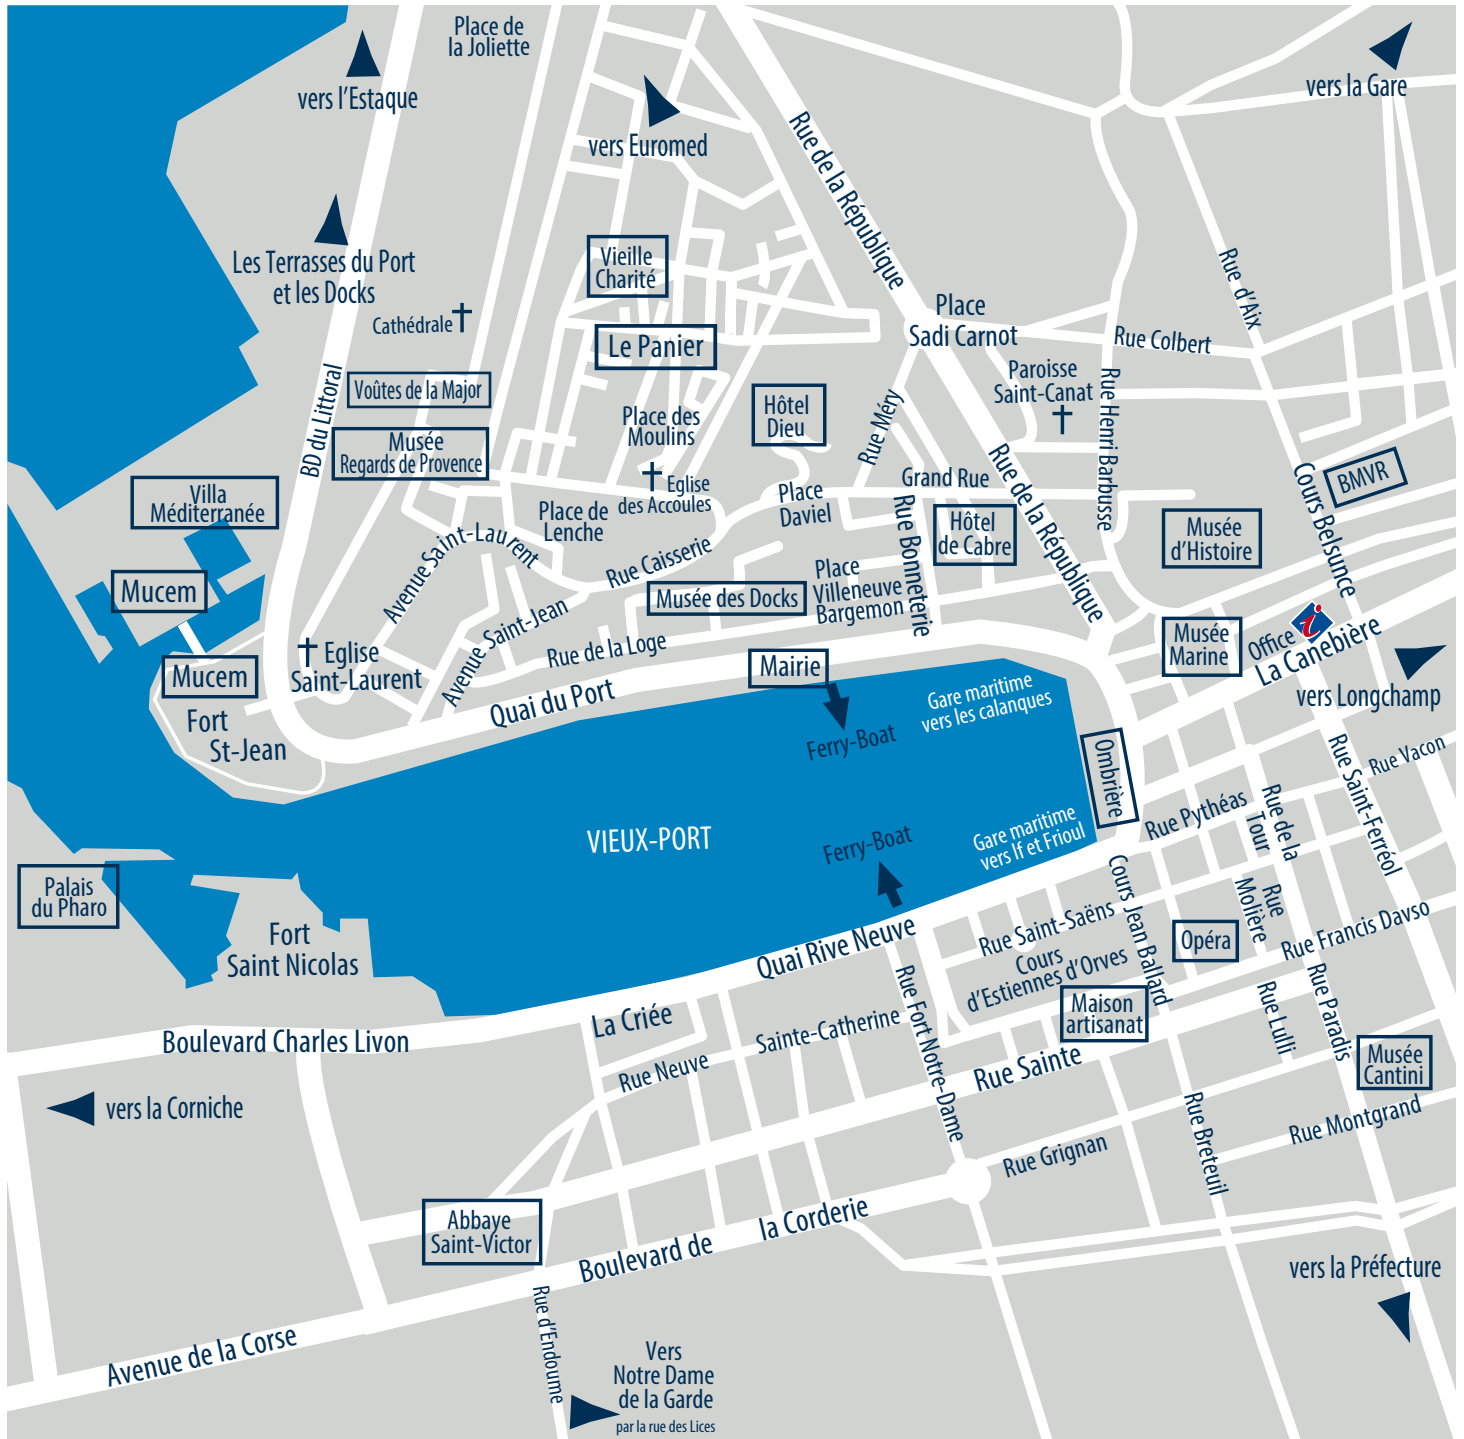 Place de
la Joliette
vers l'Estaque
vers Euromed
vers la Gare
Rue de la République
Les Terrasses du Port
et les Docks
Vieille
Charité
Rue d'Aix
Cathédrale
Place
Sadi Carnot
Rue Colbert
Le Panier
Voûtes de la Major
BD du Littoral
Paroisse
Saint-Canat
Rue Henri Barbusse
Hôtel
Dieu
Rue Méry
Place des
Moulins
Musée
Regards de Provence
Eglise
des Accoules
Grand Rue
Rue de la République
Cours Belsunce
BMVR
Villa
Méditerranée
Place de
Lenche
Place
Daviel
Rue Bonneterie
Hôtel
de Cabre
Musée
d'Histoire
Avenue Saint-Laurent
Rue Caisserie
Mucem
Musée des Docks
Place
Villeneuve
Bargemon
Avenue Saint-Jean
Rue de la Loge
Eglise
Saint-Laurent
Mucem
Mairie
Musée
Marine
Office
i
La Canebière
vers Longchamp
Fort
St-Jean
Quai du Port
Gare maritime
vers les calanques
Ferry-Boat
Ombrière
Rue Vacon
Rue Saint-Ferréol
VIEUX-PORT
Ferry-Boat
Gare maritime
vers If et Frioul
Rue Pythéas
Rue de la
Tour
Palais
du Pharo
Fort
Saint Nicolas
Cours Jean Ballard
Rue
Molière
Quai Rive Neuve
Rue Saint-Saëns
Opéra
Rue Francis Davso
Cours
d'Estiennes d'Orves
Rue Fort Notre-Dame
Maison
artisanat
Rue Lulli
Rue Paradis
La Criée
Sainte-Catherine
Boulevard Charles Livon
Rue Neuve
Rue Sainte
Musée
Cantini
vers la Corniche
Rue Montgrand
Rue Breteuil
Rue Grignan
Abbaye
Saint-Victor
Boulevard de
la Corderie
vers la Préfecture
Rue d'Endoume
Avenue de la Corse
Vers
Notre Dame
de la Garde
par la rue des Lices